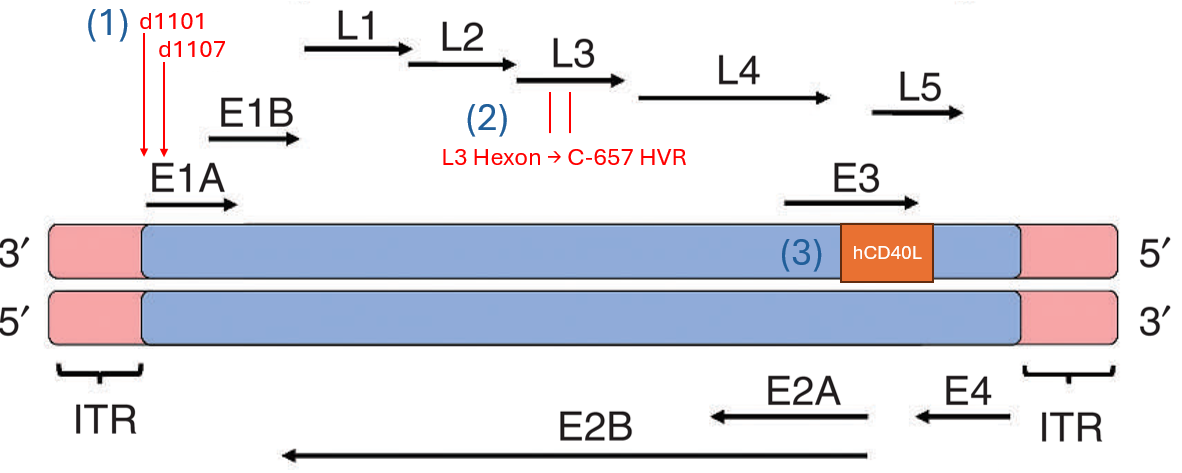 (1) d1101
d1107
L1
L2
L3
L4
L5
E1B
(2)
L3 Hexon → C-657 HVR
E1A
E3
3′
(3)
hCD40L
5′
5′
3′
ITR
E2A
E4
ITR
E2B